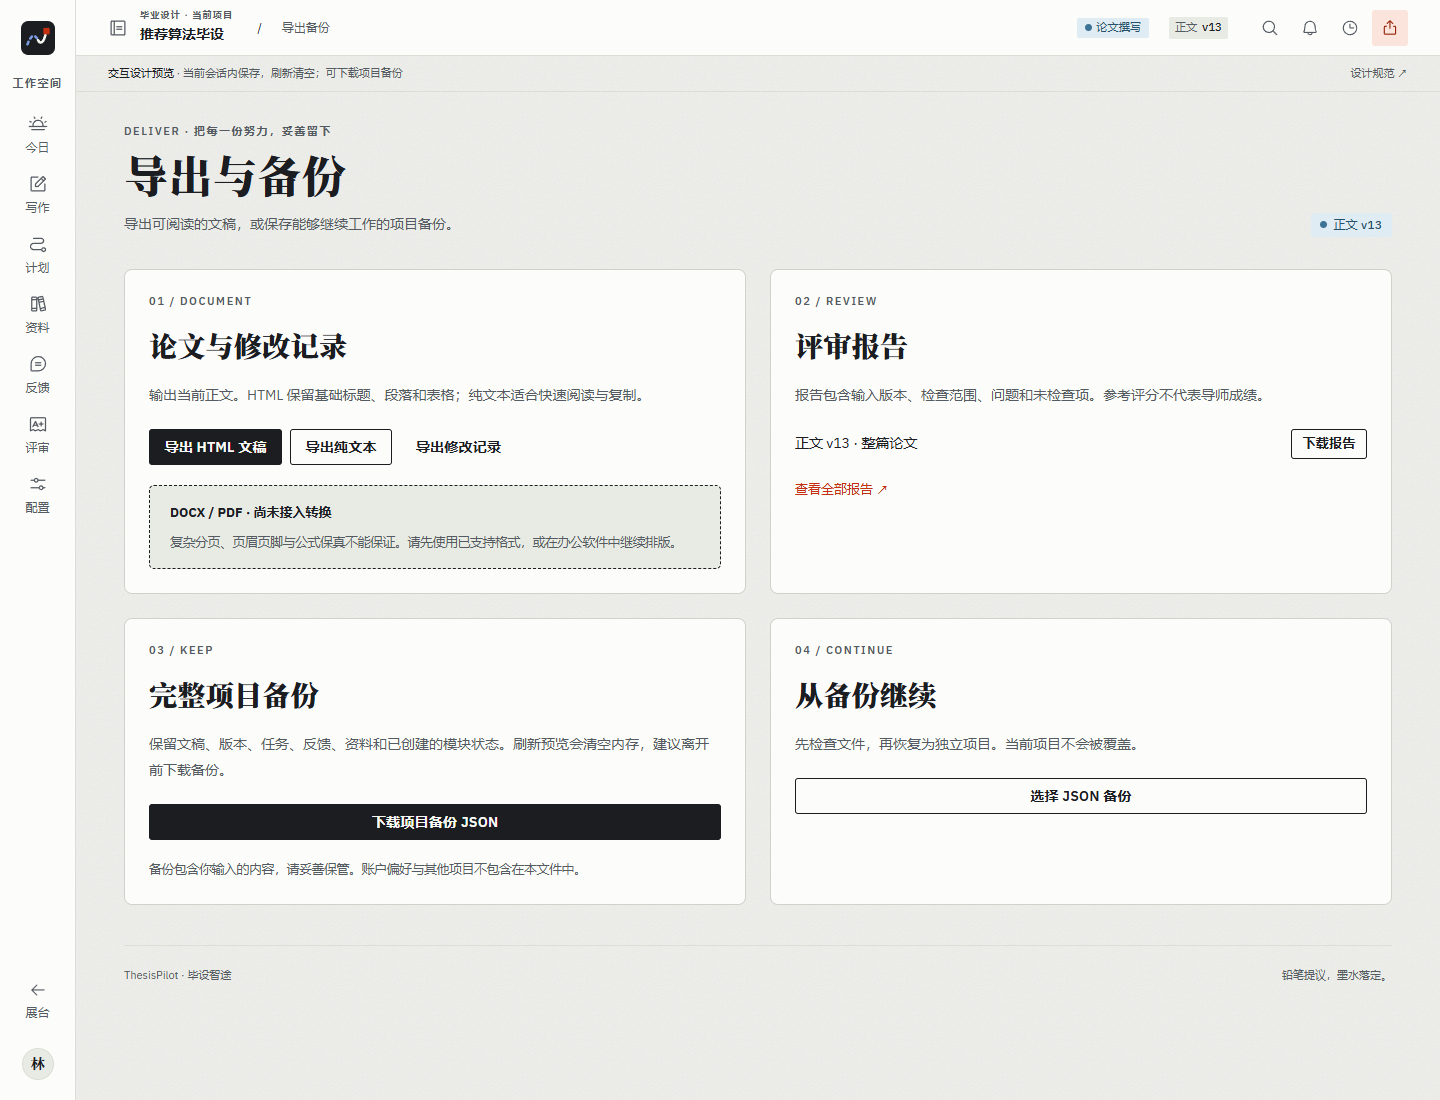 工作空间
今日
写作
计划
资料
反馈
评审
配置
展台
林
毕业设计 · 当前项目
推荐算法毕设
/
导出备份
论文撰写
正文 v13
交互设计预览 · 当前会话内保存，刷新清空；可下载项目备份
设计规范 ↗
DELIVER · 把每一份努力，妥善留下
导出与备份
导出可阅读的文稿，或保存能够继续工作的项目备份。
正文 v13
01 / DOCUMENT
论文与修改记录
输出当前正文。HTML 保留基础标题、段落和表格；纯文本适合快速阅读与复制。
导出 HTML 文稿
导出纯文本
导出修改记录
DOCX / PDF · 尚未接入转换
复杂分页、页眉页脚与公式保真不能保证。请先使用已支持格式，或在办公软件中继续排版。
02 / REVIEW
评审报告
报告包含输入版本、检查范围、问题和未检查项。参考评分不代表导师成绩。
正文 v13 · 整篇论文
下载报告
查看全部报告 ↗
03 / KEEP
完整项目备份
保留文稿、版本、任务、反馈、资料和已创建的模块状态。刷新预览会清空内存，建议离开
前下载备份。
下载项目备份 JSON
备份包含你输入的内容，请妥善保管。账户偏好与其他项目不包含在本文件中。
04 / CONTINUE
从备份继续
先检查文件，再恢复为独立项目。当前项目不会被覆盖。
选择 JSON 备份
ThesisPilot · 毕设智途
铅笔提议，墨水落定。